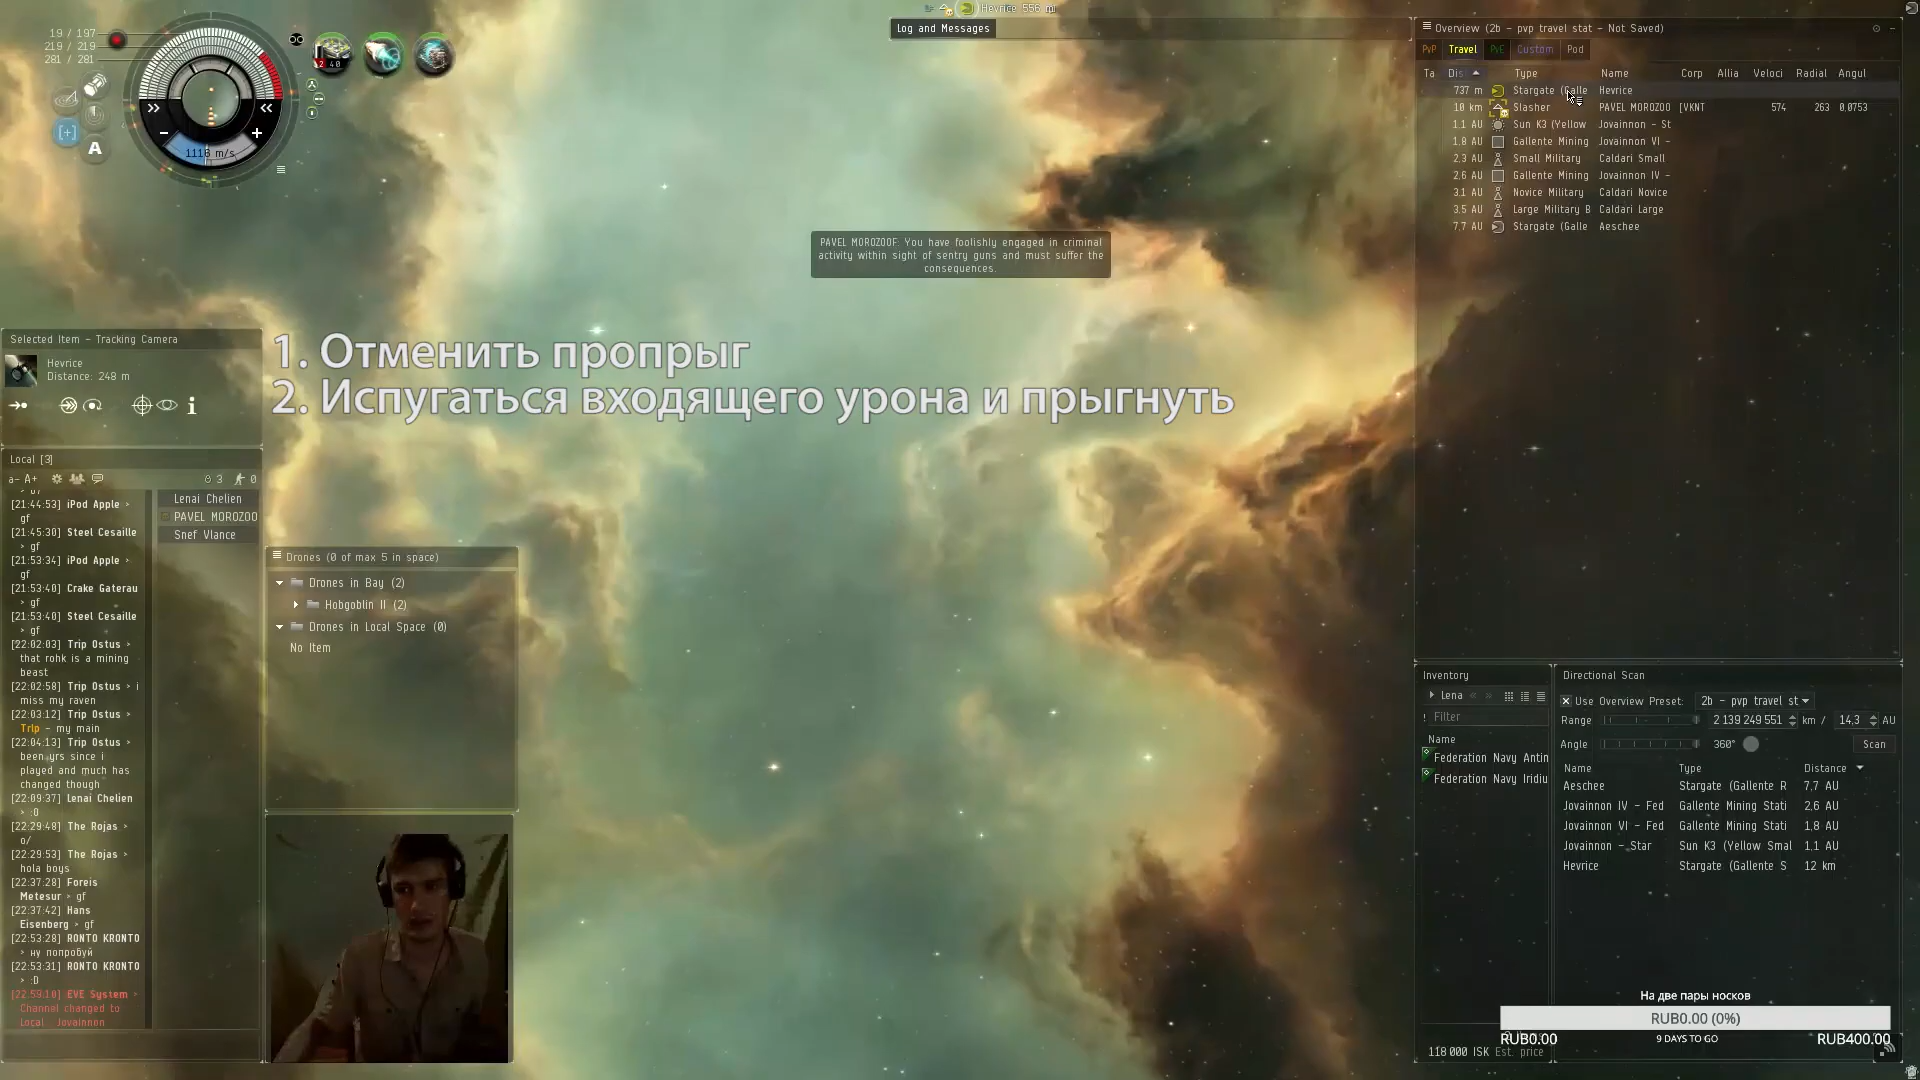 Hevrice 556 m
19 / 197
219 / 219
281 / 281
2 40
A
1118 m/s
Log and Messages
PAVEL MOROZOOF: You have foolishly engaged in criminal
activity within sight of sentry guns and must suffer the
consequences.
Selected Item - Tracking Camera
Hevrice
Distance: 248 m
1. Отменить пропрыг
2. Испугаться входящего урона и прыгнуть
Local [3]
a- A+ 3 0
Lenai Chelien
PAVEL MOROZOO
Snef Vlance
[21:44:53] iPod Apple >
gf
[21:45:30] Steel Cesaille
> gf
[21:53:34] iPod Apple >
gf
[21:53:40] Crake Gaterau
> gf
[21:53:40] Steel Cesaille
> gf
[22:02:03] Trip Ostus >
that rohk is a mining
beast
[22:02:58] Trip Ostus > i
miss my raven
[22:03:12] Trip Ostus >
Trlp - my main
[22:04:13] Trip Ostus >
been yrs since i
played and much has
changed though
[22:09:37] Lenai Chelien
> :0
[22:29:48] The Rojas >
o/
[22:29:53] The Rojas >
hola boys
[22:37:28] Foreis
Metesur > gf
[22:37:42] Hans
Eisenberg > gf
[22:53:28] RONTO KRONTO
> ну попробуй
[22:53:31] RONTO KRONTO
> :D
[22:59:10] EVE System >
Channel changed to
Local : Jovainnon
Drones (0 of max 5 in space)
Drones in Bay (2)
Hobgoblin II (2)
Drones in Local Space (0)
No Item
Overview (2b - pvp travel stat - Not Saved)
PvP Travel PvE Custom Pod
Ta Dis Type Name Corp Allia Veloci Radial Angul
737 m Stargate (Galle Hevrice
10 km Slasher PAVEL MOROZOO [VKNT 574 263 0,0753
1,1 AU Sun K3 (Yellow Jovainnon - St
1,8 AU Gallente Mining Jovainnon VI -
2,3 AU Small Military Caldari Small
2,6 AU Gallente Mining Jovainnon IV -
3,1 AU Novice Military Caldari Novice
3,5 AU Large Military B Caldari Large
7,7 AU Stargate (Galle Aeschee
Inventory
Lena
Filter
Name
Federation Navy Antin
Federation Navy Iridiu
118 000 ISK Est. price
Directional Scan
Use Overview Preset: 2b - pvp travel st
Range 2 139 249 551 km / 14,3 AU
Angle 360° Scan
Name Type Distance
Aeschee Stargate (Gallente R 7,7 AU
Jovainnon IV - Fed Gallente Mining Stati 2,6 AU
Jovainnon VI - Fed Gallente Mining Stati 1,8 AU
Jovainnon - Star Sun K3 (Yellow Smal 1,1 AU
Hevrice Stargate (Gallente S 12 km
На две пары носков
RUB0.00 (0%)
RUB0.00 9 DAYS TO GO RUB400.00